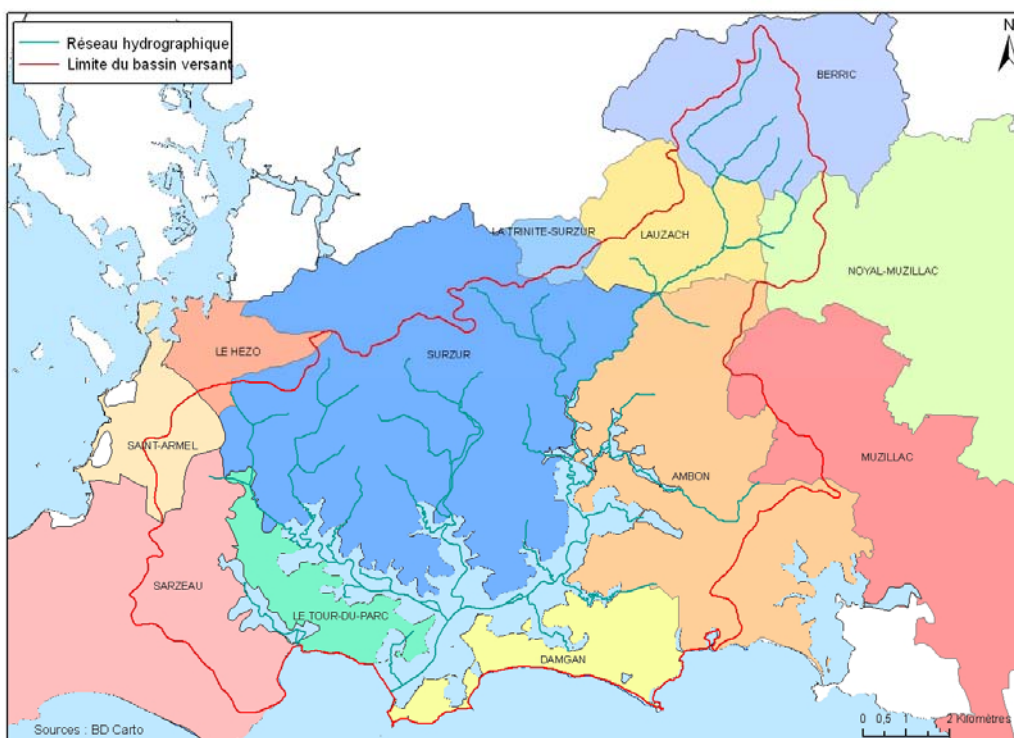 Réseau hydrographique
Limite du bassin versant
N
BERRIC
LA TRINITE-SURZUR
LAUZACH
NOYAL-MUZILLAC
LE HEZO
SURZUR
SAINT-ARMEL
MUZILLAC
AMBON
SARZEAU
LE TOUR-DU-PARC
DAMGAN
Sources : BD Carto
0 0,5 1 2 Kilomètres